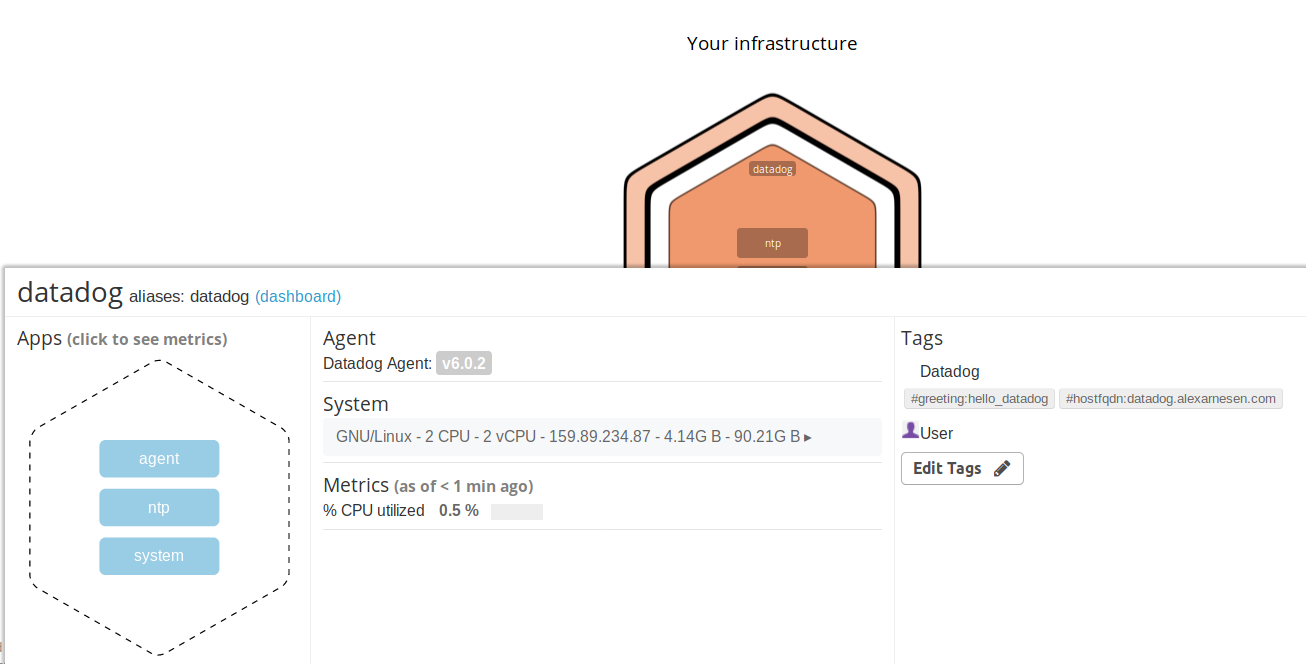 Your infrastructure
datadog
ntp
datadog aliases: datadog (dashboard)
Apps (click to see metrics)
agent
ntp
system
Agent
Datadog Agent: v6.0.2
System
GNU/Linux - 2 CPU - 2 vCPU - 159.89.234.87 - 4.14G B - 90.21G B ▸
Metrics (as of < 1 min ago)
% CPU utilized 0.5 %
Tags
Datadog
#greeting:hello_datadog #hostfqdn:datadog.alexarnesen.com
User
Edit Tags